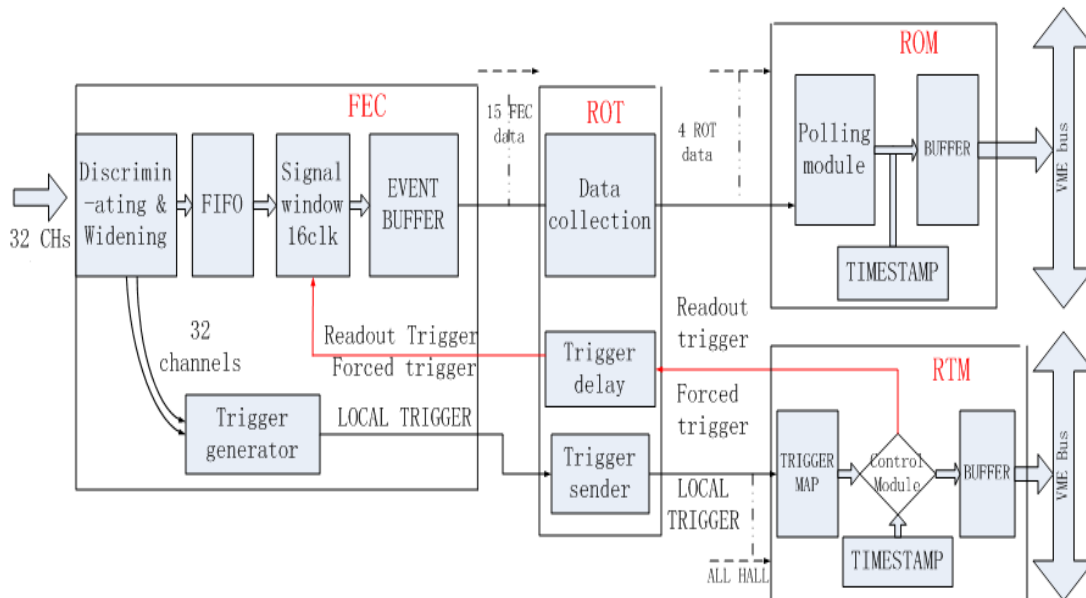 FEC
32 CHs
Discrimin
-ating &
Widening
FIFO
Signal
window
16clk
EVENT
BUFFER
32
channels
Trigger
generator
Readout Trigger
Forced trigger
LOCAL TRIGGER
15 FEC
data
ROT
Data
collection
Trigger
delay
Trigger
sender
4 ROT
data
ROM
Polling
module
BUFFER
TIMESTAMP
VME bus
Readout
trigger
Forced
trigger
LOCAL
TRIGGER
ALL HALL
RTM
TRIGGER
MAP
Control
Module
BUFFER
TIMESTAMP
VME Bus